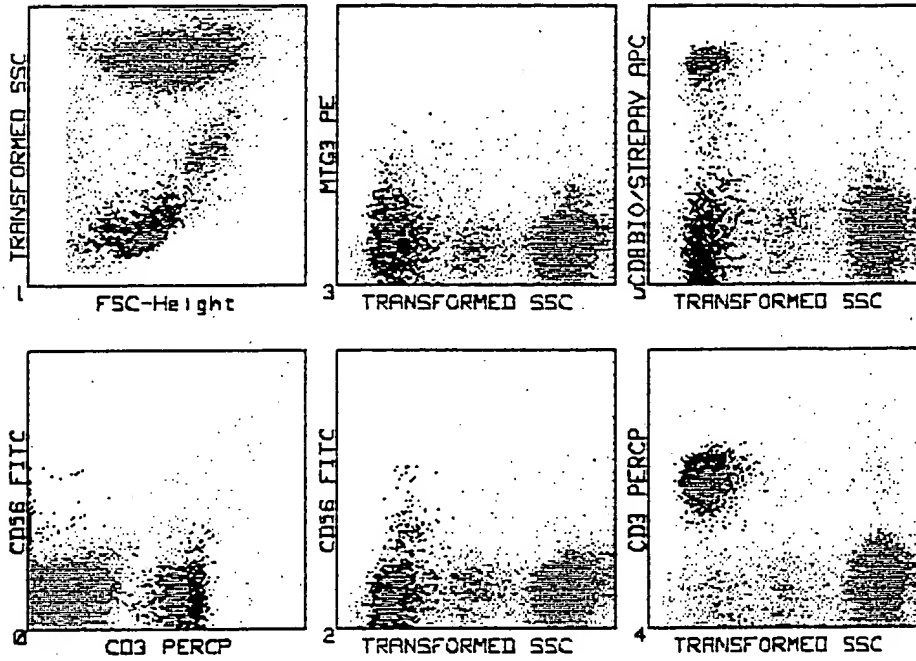 TRANSFORMED SSC
1
FSC-Height
MTG3 PE
3
TRANSFORMED SSC
CD8BIO/STREPAV APC
5
TRANSFORMED SSC
CD56 FITC
0
CD3 PERCP
CD56 FITC
2
TRANSFORMED SSC
CD3 PERCP
4
TRANSFORMED SSC